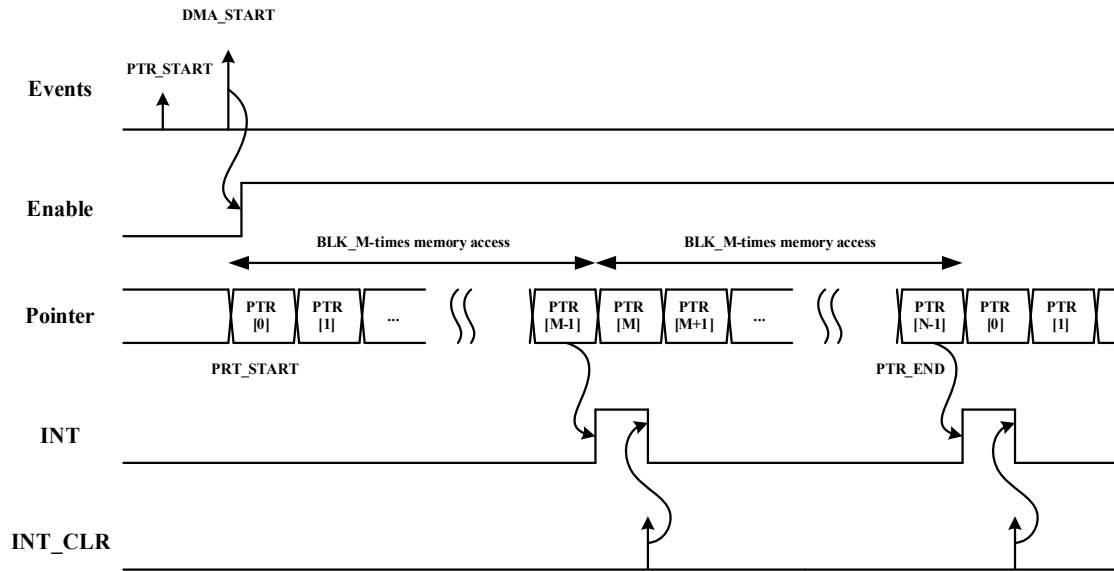 DMA_START
PTR_START
Events
Enable
BLK_M-times memory access
BLK_M-times memory access
Pointer
PTR
[0]
PTR
[1]
...
PTR
[M-1]
PTR
[M]
PTR
[M+1]
...
PTR
[N-1]
PTR
[0]
PTR
[1]
PRT_START
PTR_END
INT
INT_CLR